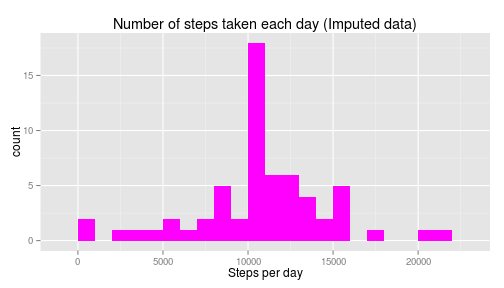 Number of steps taken each day (Imputed data)
count
15
10
5
0
0 5000 10000 15000 20000
Steps per day